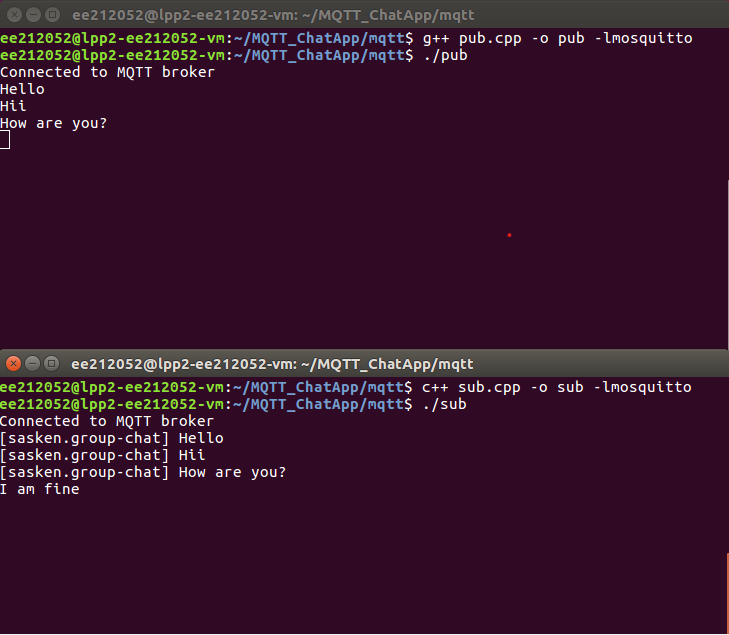 ee212052@lpp2-ee212052-vm: ~/MQTT_ChatApp/mqtt
ee212052@lpp2-ee212052-vm:~/MQTT_ChatApp/mqtt$ g++ pub.cpp -o pub -lmosquitto
ee212052@lpp2-ee212052-vm:~/MQTT_ChatApp/mqtt$ ./pub
Connected to MQTT broker
Hello
Hii
How are you?
ee212052@lpp2-ee212052-vm: ~/MQTT_ChatApp/mqtt
ee212052@lpp2-ee212052-vm:~/MQTT_ChatApp/mqtt$ c++ sub.cpp -o sub -lmosquitto
ee212052@lpp2-ee212052-vm:~/MQTT_ChatApp/mqtt$ ./sub
Connected to MQTT broker
[sasken.group-chat] Hello
[sasken.group-chat] Hii
[sasken.group-chat] How are you?
I am fine